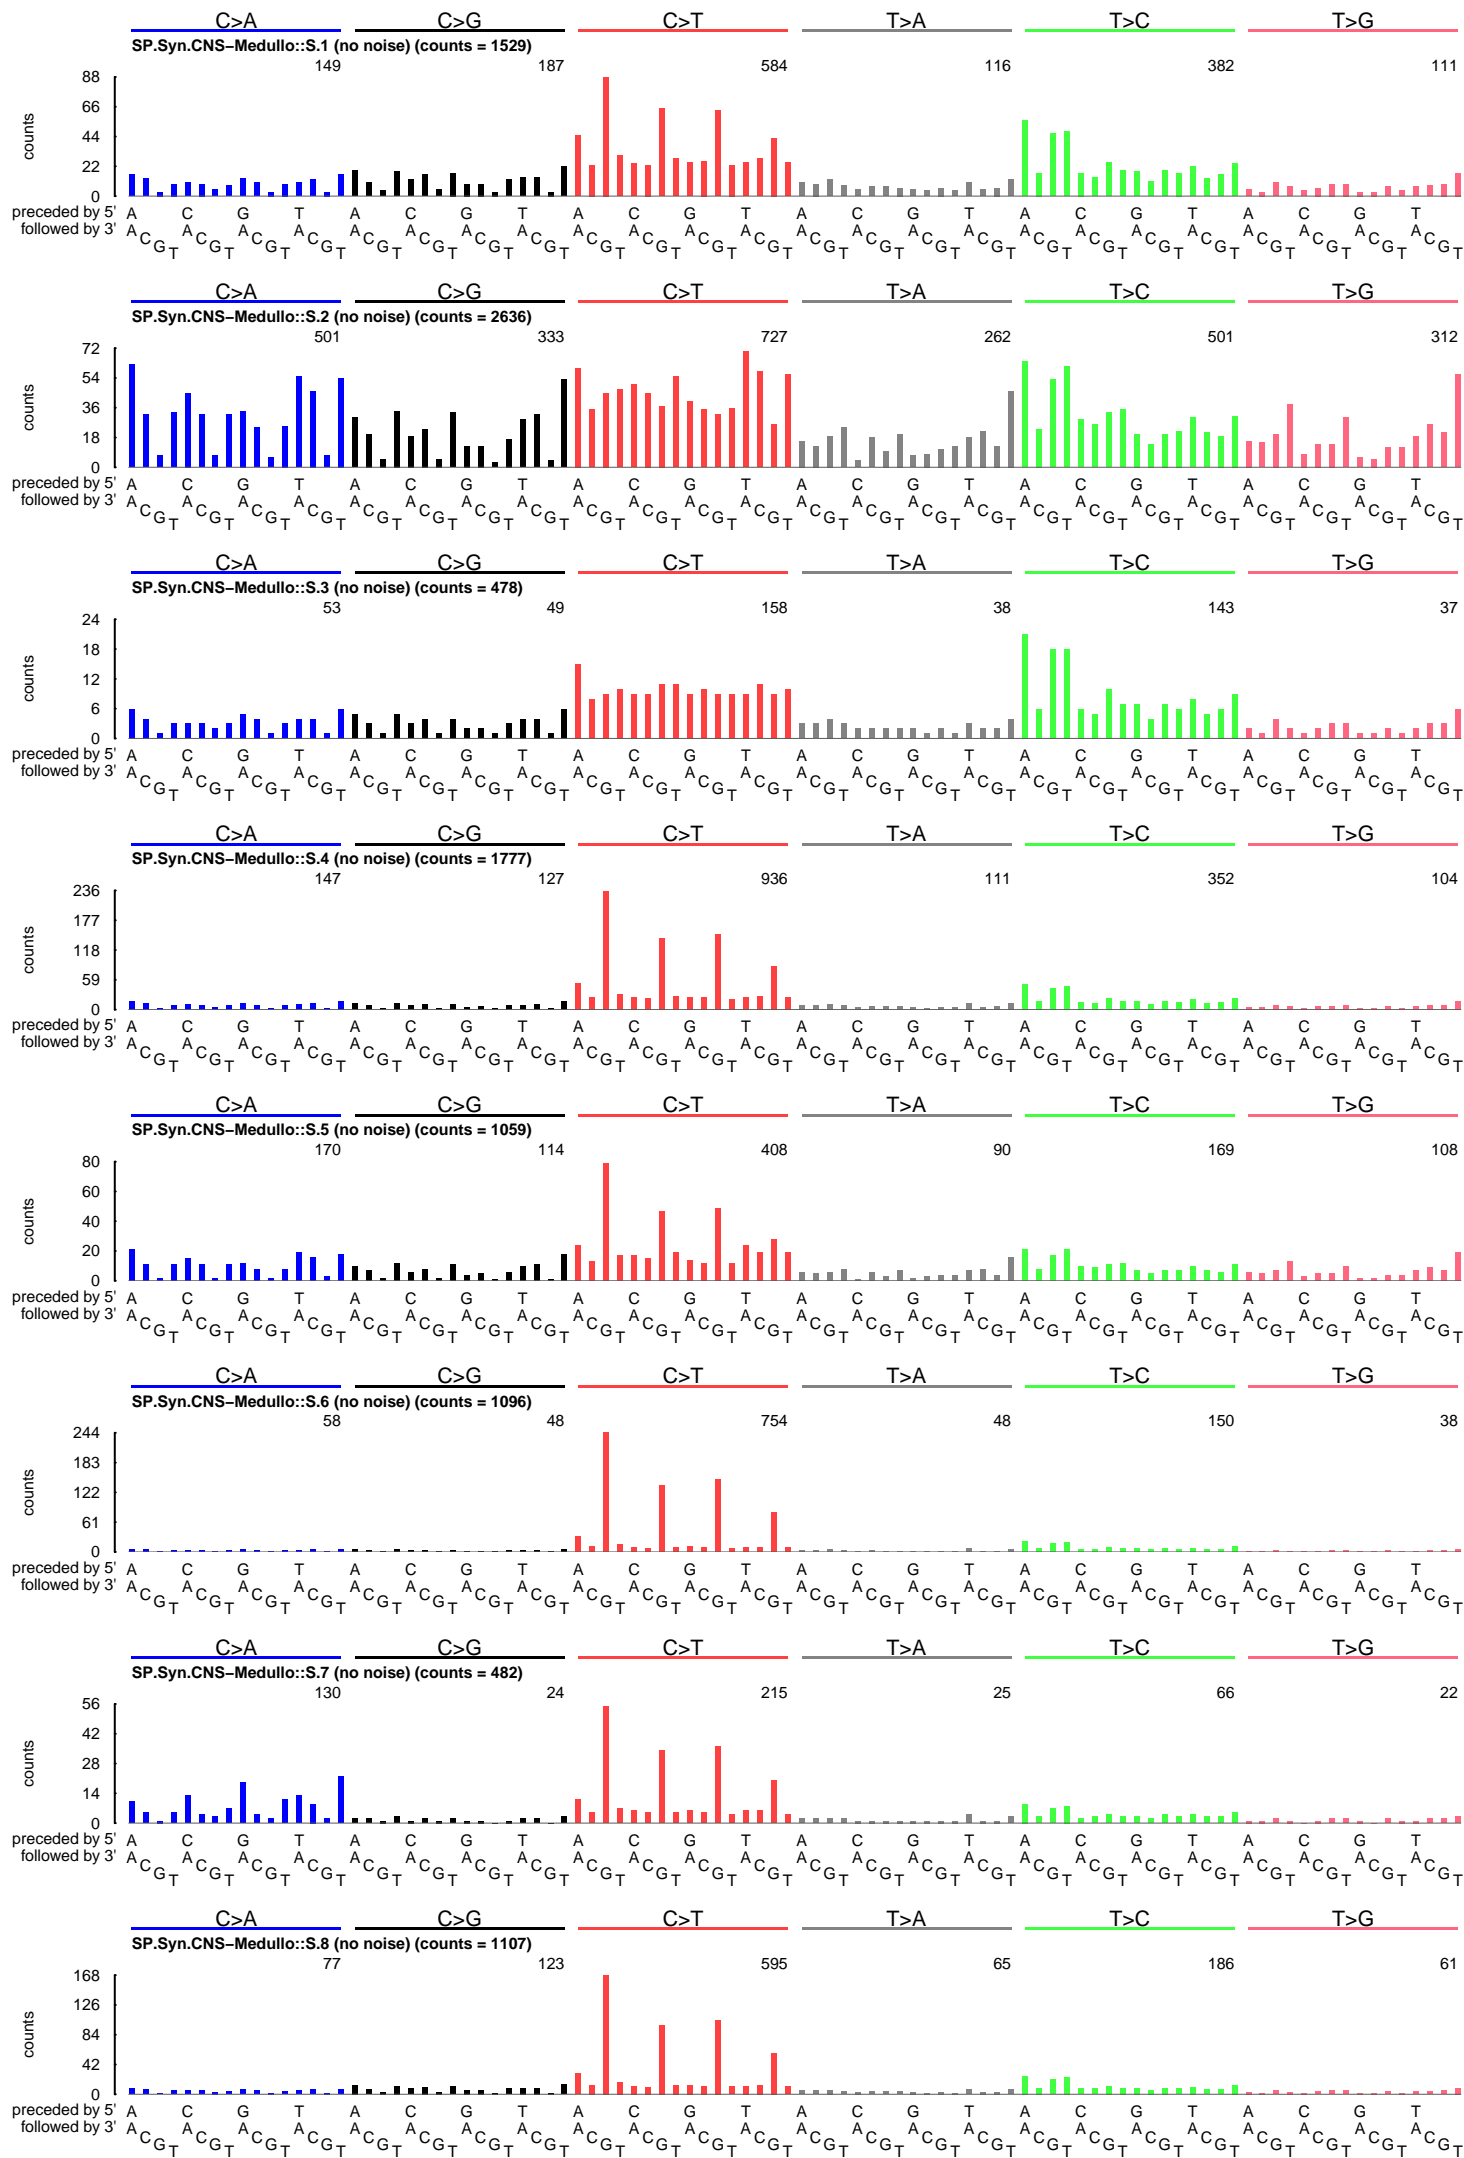 C>A C>G C>T T>A T>C T>G
SP.Syn.CNS–Medullo::S.1 (no noise) (counts = 1529)
149 187 584 116 382 111
88
66
44
22
0
counts
preceded by 5' A C G T A C G T A C G T A C G T A C G T A C G T
followed by 3' A C G T A C G T A C G T A C G T A C G T A C G T A C G T A C G T A C G T A C G T A C G T A C G T A C G T A C G T A C G T A C G T A C G T A C G T A C G T A C G T A C G T A C G T A C G T A C G T
C>A C>G C>T T>A T>C T>G
SP.Syn.CNS–Medullo::S.2 (no noise) (counts = 2636)
501 333 727 262 501 312
72
54
36
18
0
counts
preceded by 5' A C G T A C G T A C G T A C G T A C G T A C G T
followed by 3' A C G T A C G T A C G T A C G T A C G T A C G T A C G T A C G T A C G T A C G T A C G T A C G T A C G T A C G T A C G T A C G T A C G T A C G T A C G T A C G T A C G T A C G T A C G T A C G T
C>A C>G C>T T>A T>C T>G
SP.Syn.CNS–Medullo::S.3 (no noise) (counts = 478)
53 49 158 38 143 37
24
18
12
6
0
counts
preceded by 5' A C G T A C G T A C G T A C G T A C G T A C G T
followed by 3' A C G T A C G T A C G T A C G T A C G T A C G T A C G T A C G T A C G T A C G T A C G T A C G T A C G T A C G T A C G T A C G T A C G T A C G T A C G T A C G T A C G T A C G T A C G T A C G T
C>A C>G C>T T>A T>C T>G
SP.Syn.CNS–Medullo::S.4 (no noise) (counts = 1777)
147 127 936 111 352 104
236
177
118
59
0
counts
preceded by 5' A C G T A C G T A C G T A C G T A C G T A C G T
followed by 3' A C G T A C G T A C G T A C G T A C G T A C G T A C G T A C G T A C G T A C G T A C G T A C G T A C G T A C G T A C G T A C G T A C G T A C G T A C G T A C G T A C G T A C G T A C G T A C G T
C>A C>G C>T T>A T>C T>G
SP.Syn.CNS–Medullo::S.5 (no noise) (counts = 1059)
170 114 408 90 169 108
80
60
40
20
0
counts
preceded by 5' A C G T A C G T A C G T A C G T A C G T A C G T
followed by 3' A C G T A C G T A C G T A C G T A C G T A C G T A C G T A C G T A C G T A C G T A C G T A C G T A C G T A C G T A C G T A C G T A C G T A C G T A C G T A C G T A C G T A C G T A C G T A C G T
C>A C>G C>T T>A T>C T>G
SP.Syn.CNS–Medullo::S.6 (no noise) (counts = 1096)
58 48 754 48 150 38
244
183
122
61
0
counts
preceded by 5' A C G T A C G T A C G T A C G T A C G T A C G T
followed by 3' A C G T A C G T A C G T A C G T A C G T A C G T A C G T A C G T A C G T A C G T A C G T A C G T A C G T A C G T A C G T A C G T A C G T A C G T A C G T A C G T A C G T A C G T A C G T A C G T
C>A C>G C>T T>A T>C T>G
SP.Syn.CNS–Medullo::S.7 (no noise) (counts = 482)
130 24 215 25 66 22
56
42
28
14
0
counts
preceded by 5' A C G T A C G T A C G T A C G T A C G T A C G T
followed by 3' A C G T A C G T A C G T A C G T A C G T A C G T A C G T A C G T A C G T A C G T A C G T A C G T A C G T A C G T A C G T A C G T A C G T A C G T A C G T A C G T A C G T A C G T A C G T A C G T
C>A C>G C>T T>A T>C T>G
SP.Syn.CNS–Medullo::S.8 (no noise) (counts = 1107)
77 123 595 65 186 61
168
126
84
42
0
counts
preceded by 5' A C G T A C G T A C G T A C G T A C G T A C G T
followed by 3' A C G T A C G T A C G T A C G T A C G T A C G T A C G T A C G T A C G T A C G T A C G T A C G T A C G T A C G T A C G T A C G T A C G T A C G T A C G T A C G T A C G T A C G T A C G T A C G T